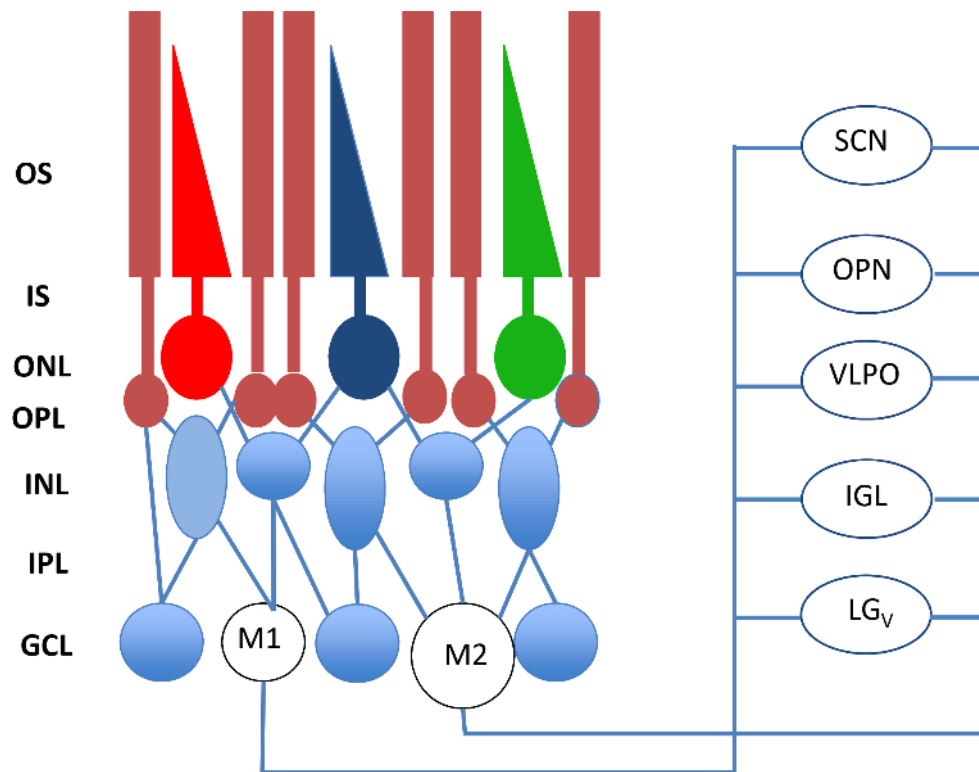 OS
IS
ONL
OPL
INL
IPL
GCL
M1
M2
SCN
OPN
VLPO
IGL
LGV